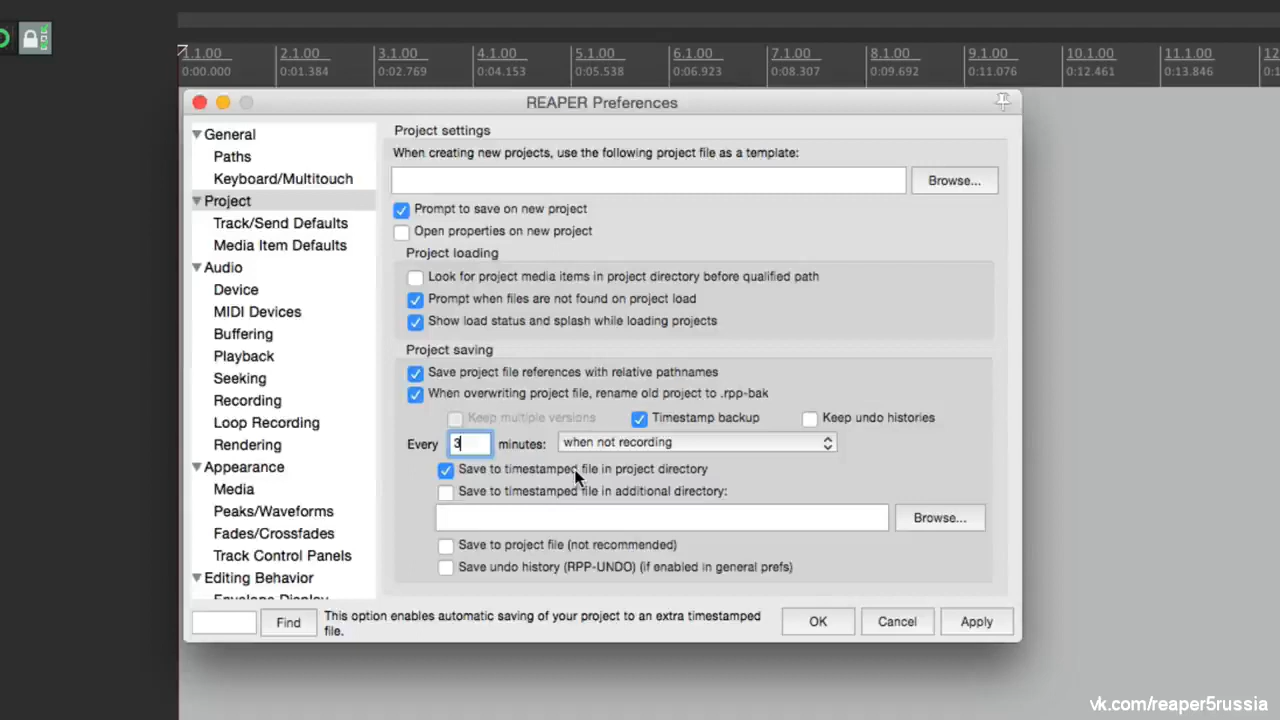 1.1.00 2.1.00 3.1.00 4.1.00 5.1.00 6.1.00 7.1.00 8.1.00 9.1.00 10.1.00 11.1.00
0:00.000 0:01.384 0:02.769 0:04.153 0:05.538 0:06.923 0:08.307 0:09.692 0:11.076 0:12.461 0:13.846
REAPER Preferences
General
Paths
Keyboard/Multitouch
Project
Track/Send Defaults
Media Item Defaults
Audio
Device
MIDI Devices
Buffering
Playback
Seeking
Recording
Loop Recording
Rendering
Appearance
Media
Peaks/Waveforms
Fades/Crossfades
Track Control Panels
Editing Behavior
Envelope Display
Project settings
When creating new projects, use the following project file as a template:
Browse...
Prompt to save on new project
Open properties on new project
Project loading
Look for project media items in project directory before qualified path
Prompt when files are not found on project load
Show load status and splash while loading projects
Project saving
Save project file references with relative pathnames
When overwriting project file, rename old project to .rpp-bak
Keep multiple versions Timestamp backup Keep undo histories
Every 3 minutes: when not recording
Save to timestamped file in project directory
Save to timestamped file in additional directory:
Browse...
Save to project file (not recommended)
Save undo history (RPP-UNDO) (if enabled in general prefs)
Find
This option enables automatic saving of your project to an extra timestamped
file.
OK Cancel Apply
vk.com/reaper5russia